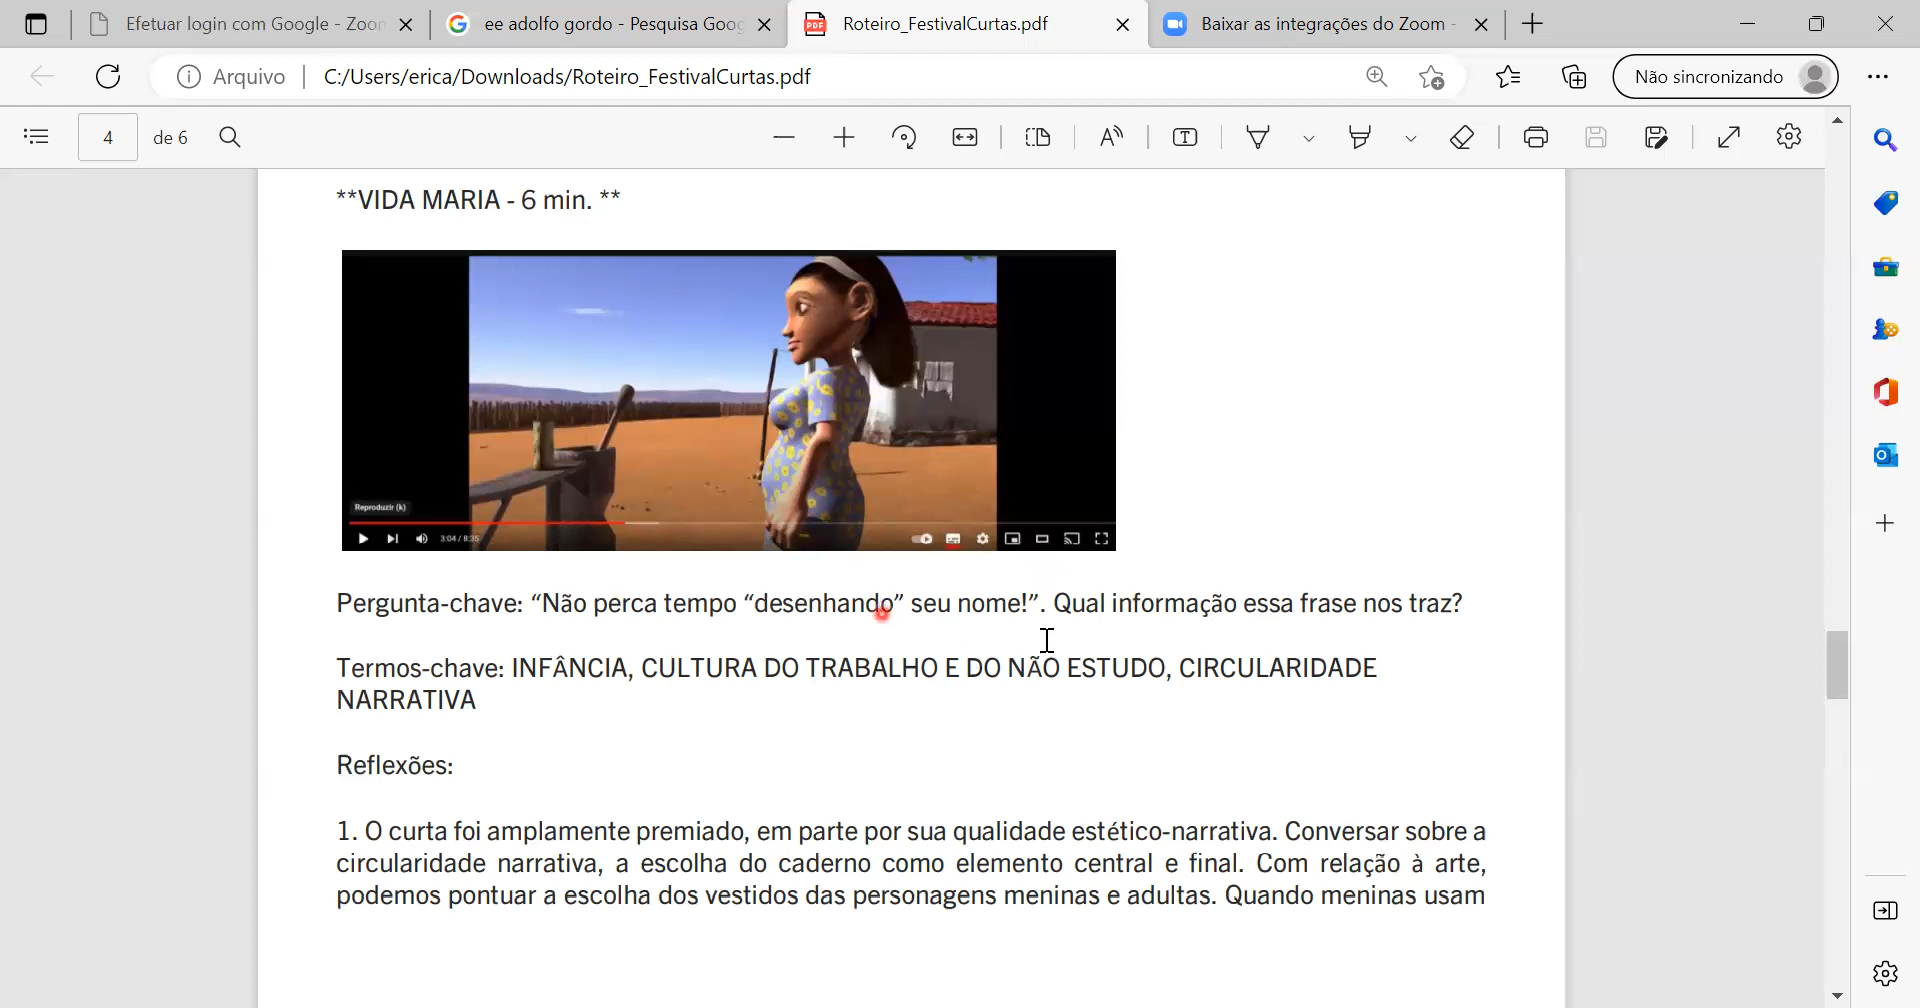 Efetuar login com Google - Zoon
ee adolfo gordo - Pesquisa Goog
Roteiro_FestivalCurtas.pdf
Baixar as integrações do Zoom -
Arquivo
C:/Users/erica/Downloads/Roteiro_FestivalCurtas.pdf
Não sincronizando
4 de 6
**VIDA MARIA - 6 min. **
Reproduzir (k)
3:04 / 8:35
Pergunta-chave: “Não perca tempo “desenhando” seu nome!”. Qual informação essa frase nos traz?
Termos-chave: INFÂNCIA, CULTURA DO TRABALHO E DO NÃO ESTUDO, CIRCULARIDADE
NARRATIVA
Reflexões:
1. O curta foi amplamente premiado, em parte por sua qualidade estético-narrativa. Conversar sobre a
circularidade narrativa, a escolha do caderno como elemento central e final. Com relação à arte,
podemos pontuar a escolha dos vestidos das personagens meninas e adultas. Quando meninas usam